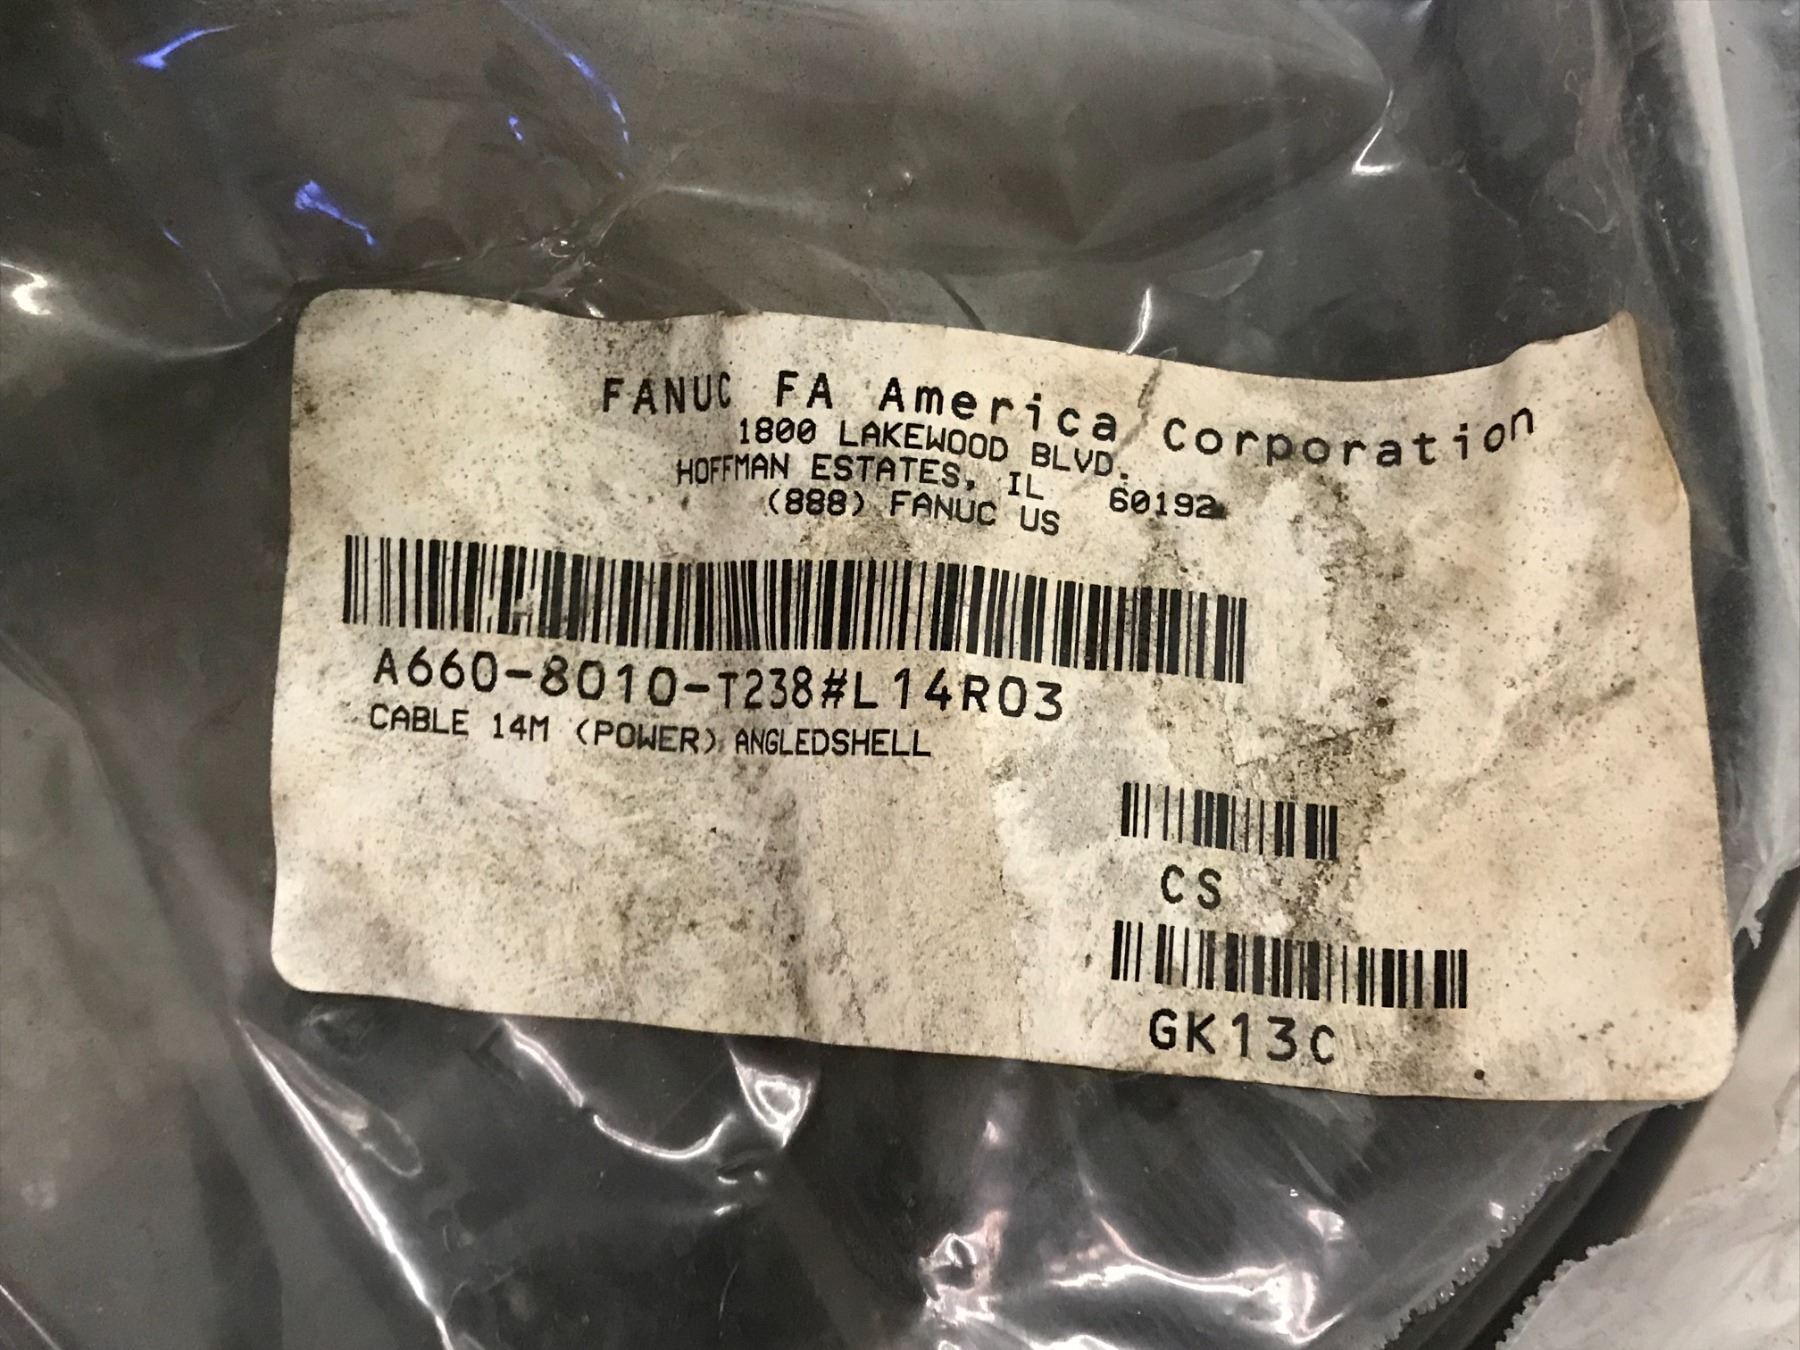 FANUC FA America Corporation
1800 LAKEWOOD BLVD.
HOFFMAN ESTATES, IL 60192
(888) FANUC US
A660-8010-T238#L14R03
CABLE 14M (POWER) ANGLEDSHELL
CS
GK13C